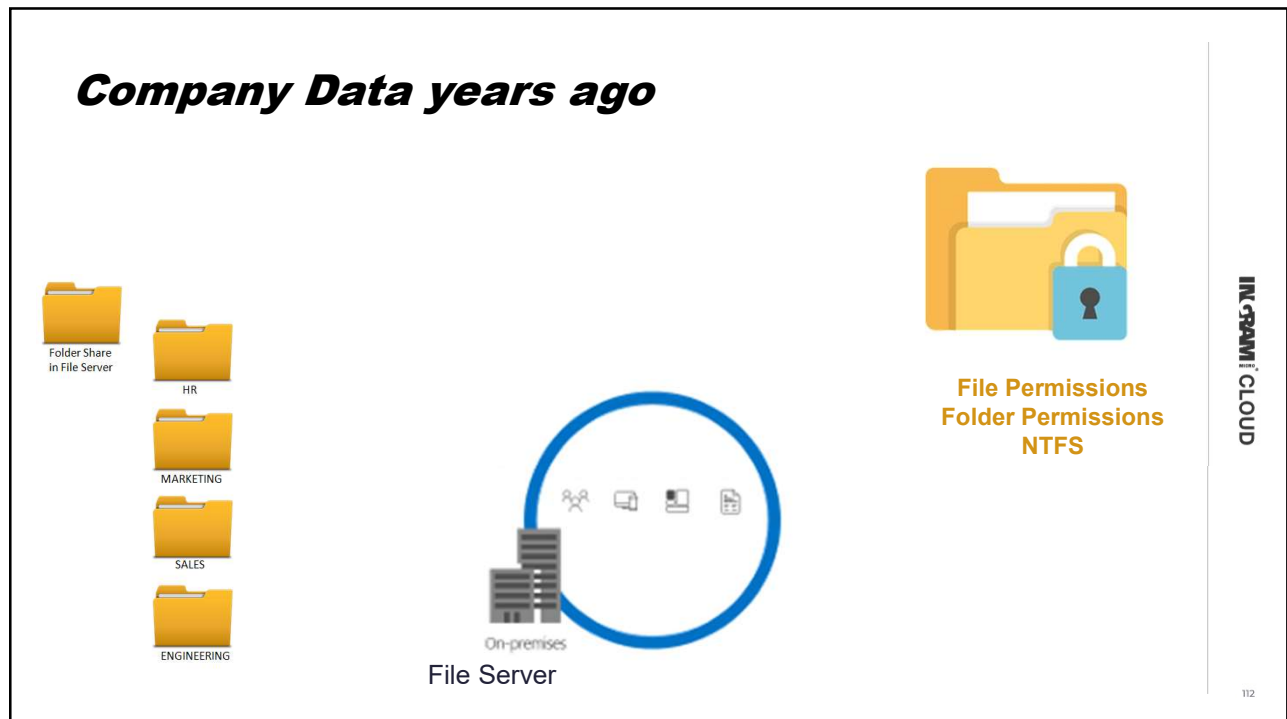 Company Data years ago
Folder Share
in File Server
HR
MARKETING
SALES
ENGINEERING
On-premises
File Server
File Permissions
Folder Permissions
NTFS
INGRAM MICRO CLOUD
112